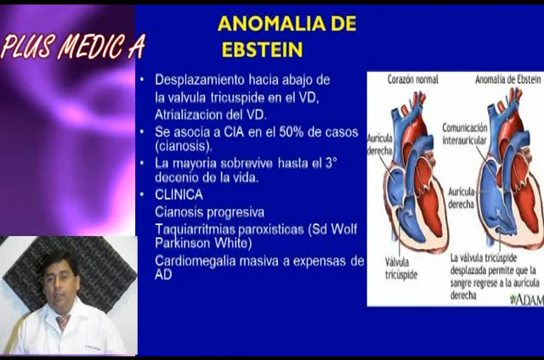 ANOMALIA DE
EBSTEIN
PLUS MEDIC A
• Desplazamiento hacia abajo de
la valvula tricuspide en el VD,
Atrializacion del VD.
• Se asocia a CIA en el 50% de casos
(cianosis).
• La mayoria sobrevive hasta el 3°
decenio de la vida.
• CLINICA
Cianosis progresiva
Taquiarritmias paroxisticas (Sd Wolf
Parkinson White)
Cardiomegalia masiva a expensas de
AD
Corazón normal
Anomalía de Ebstein
Aurícula
derecha
Comunicación
interauricular
Aurícula
derecha
Válvula
tricúspide
La válvula tricúspide
desplazada permite que la
sangre regrese a la aurícula
derecha
ADAM